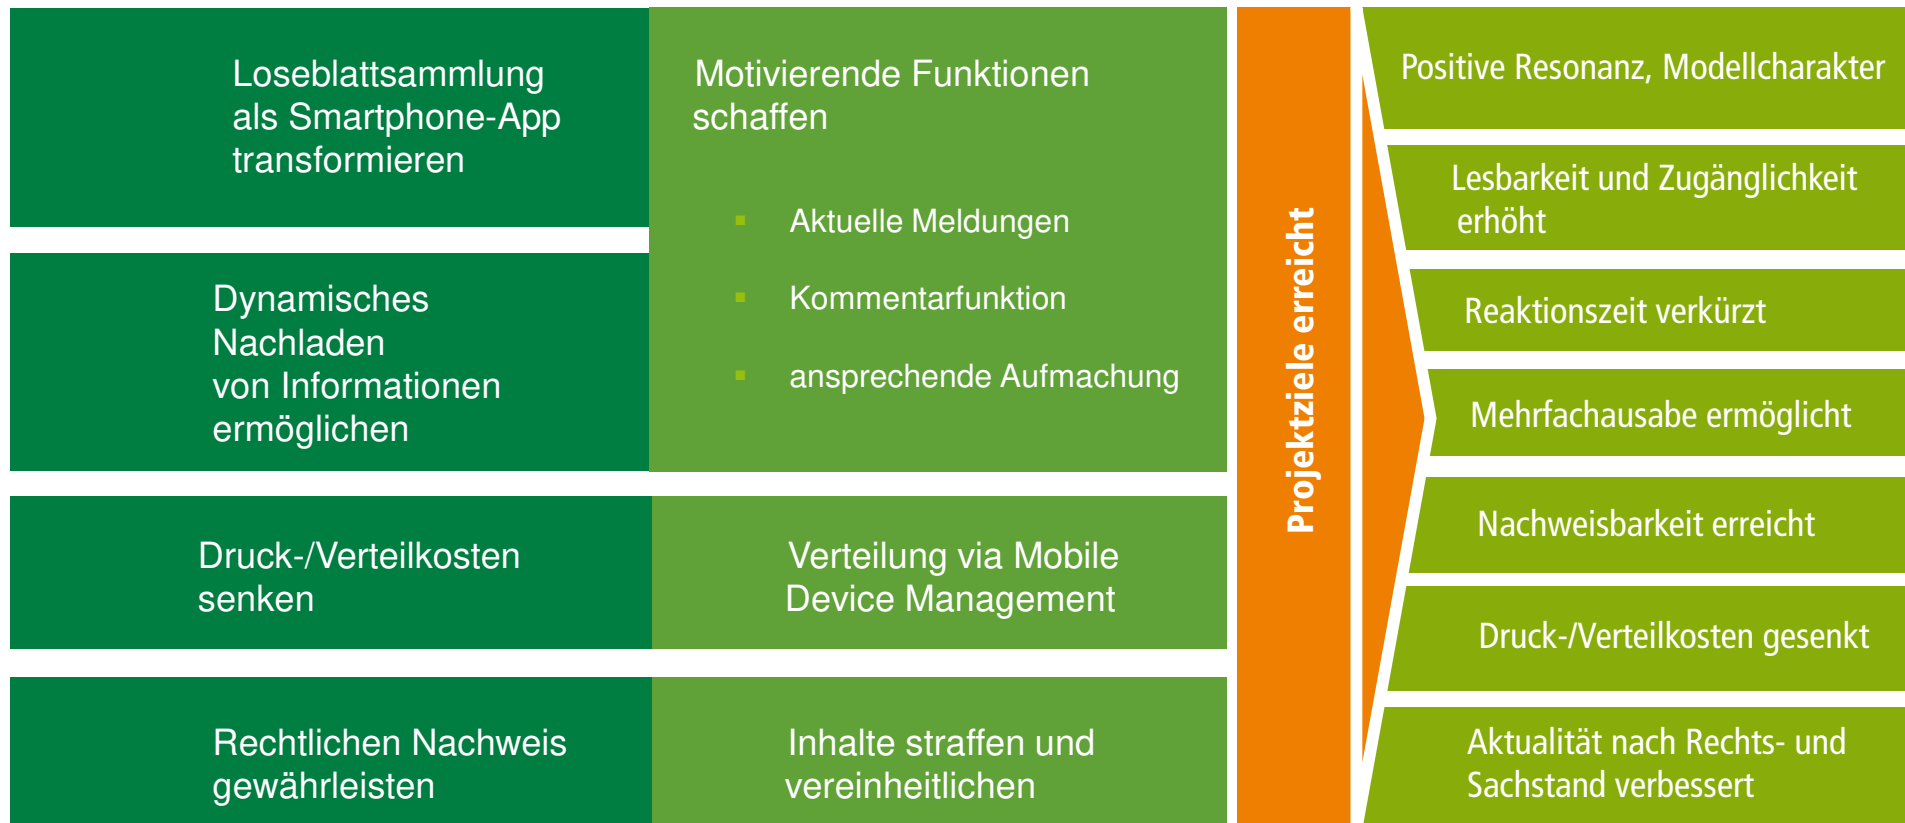 Loseblattsammlung
als Smartphone-App
transformieren
Dynamisches
Nachladen
von Informationen
ermöglichen
Druck-/Verteilkosten
senken
Rechtlichen Nachweis
gewährleisten
Motivierende Funktionen
schaffen
Aktuelle Meldungen
Kommentarfunktion
ansprechende Aufmachung
Verteilung via Mobile
Device Management
Inhalte straffen und
vereinheitlichen
Projektziele erreicht
Positive Resonanz, Modellcharakter
Lesbarkeit und Zugänglichkeit
erhöht
Reaktionszeit verkürzt
Mehrfachausabe ermöglicht
Nachweisbarkeit erreicht
Druck-/Verteilkosten gesenkt
Aktualität nach Rechts- und
Sachstand verbessert